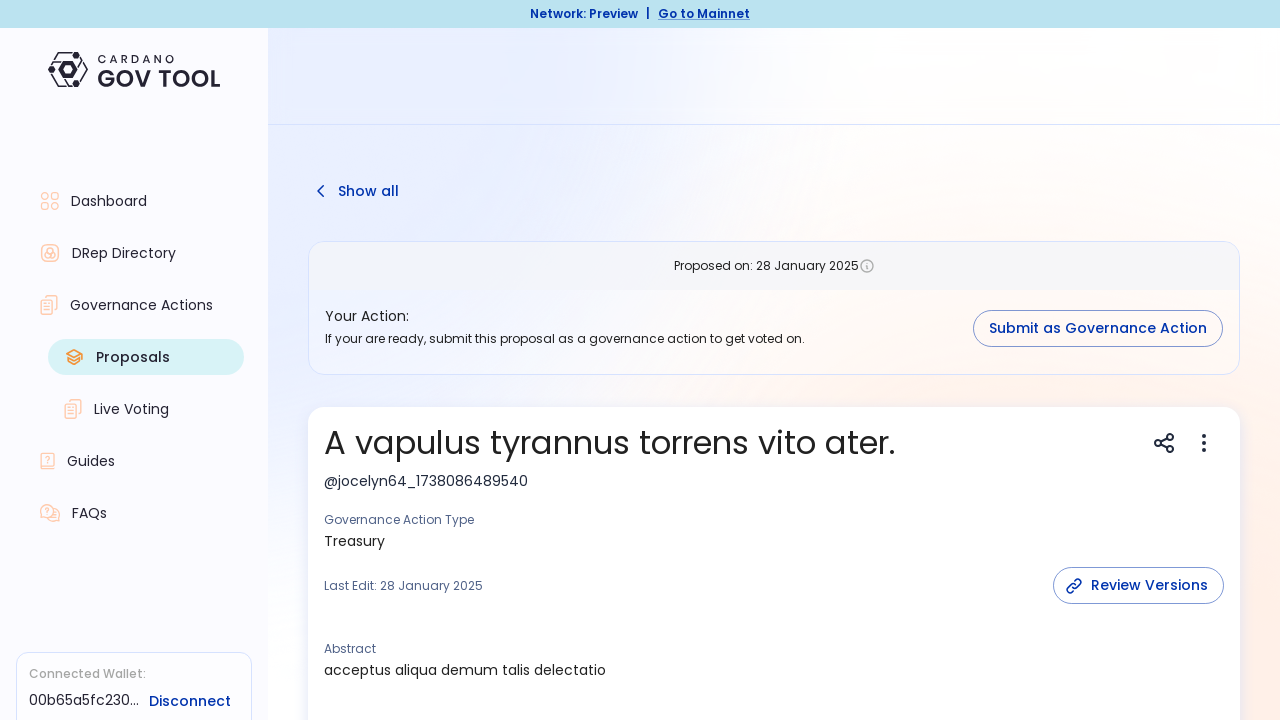 Network: Preview | Go to Mainnet
CARDANO
GOV TOOL
Dashboard
DRep Directory
Governance Actions
Proposals
Live Voting
Guides
FAQs
Connected Wallet:
00b65a5fc230... Disconnect
Show all
Proposed on: 28 January 2025
Your Action:
If your are ready, submit this proposal as a governance action to get voted on.
Submit as Governance Action
A vapulus tyrannus torrens vito ater.
@jocelyn64_1738086489540
Governance Action Type
Treasury
Last Edit: 28 January 2025
Review Versions
Abstract
acceptus aliqua demum talis delectatio